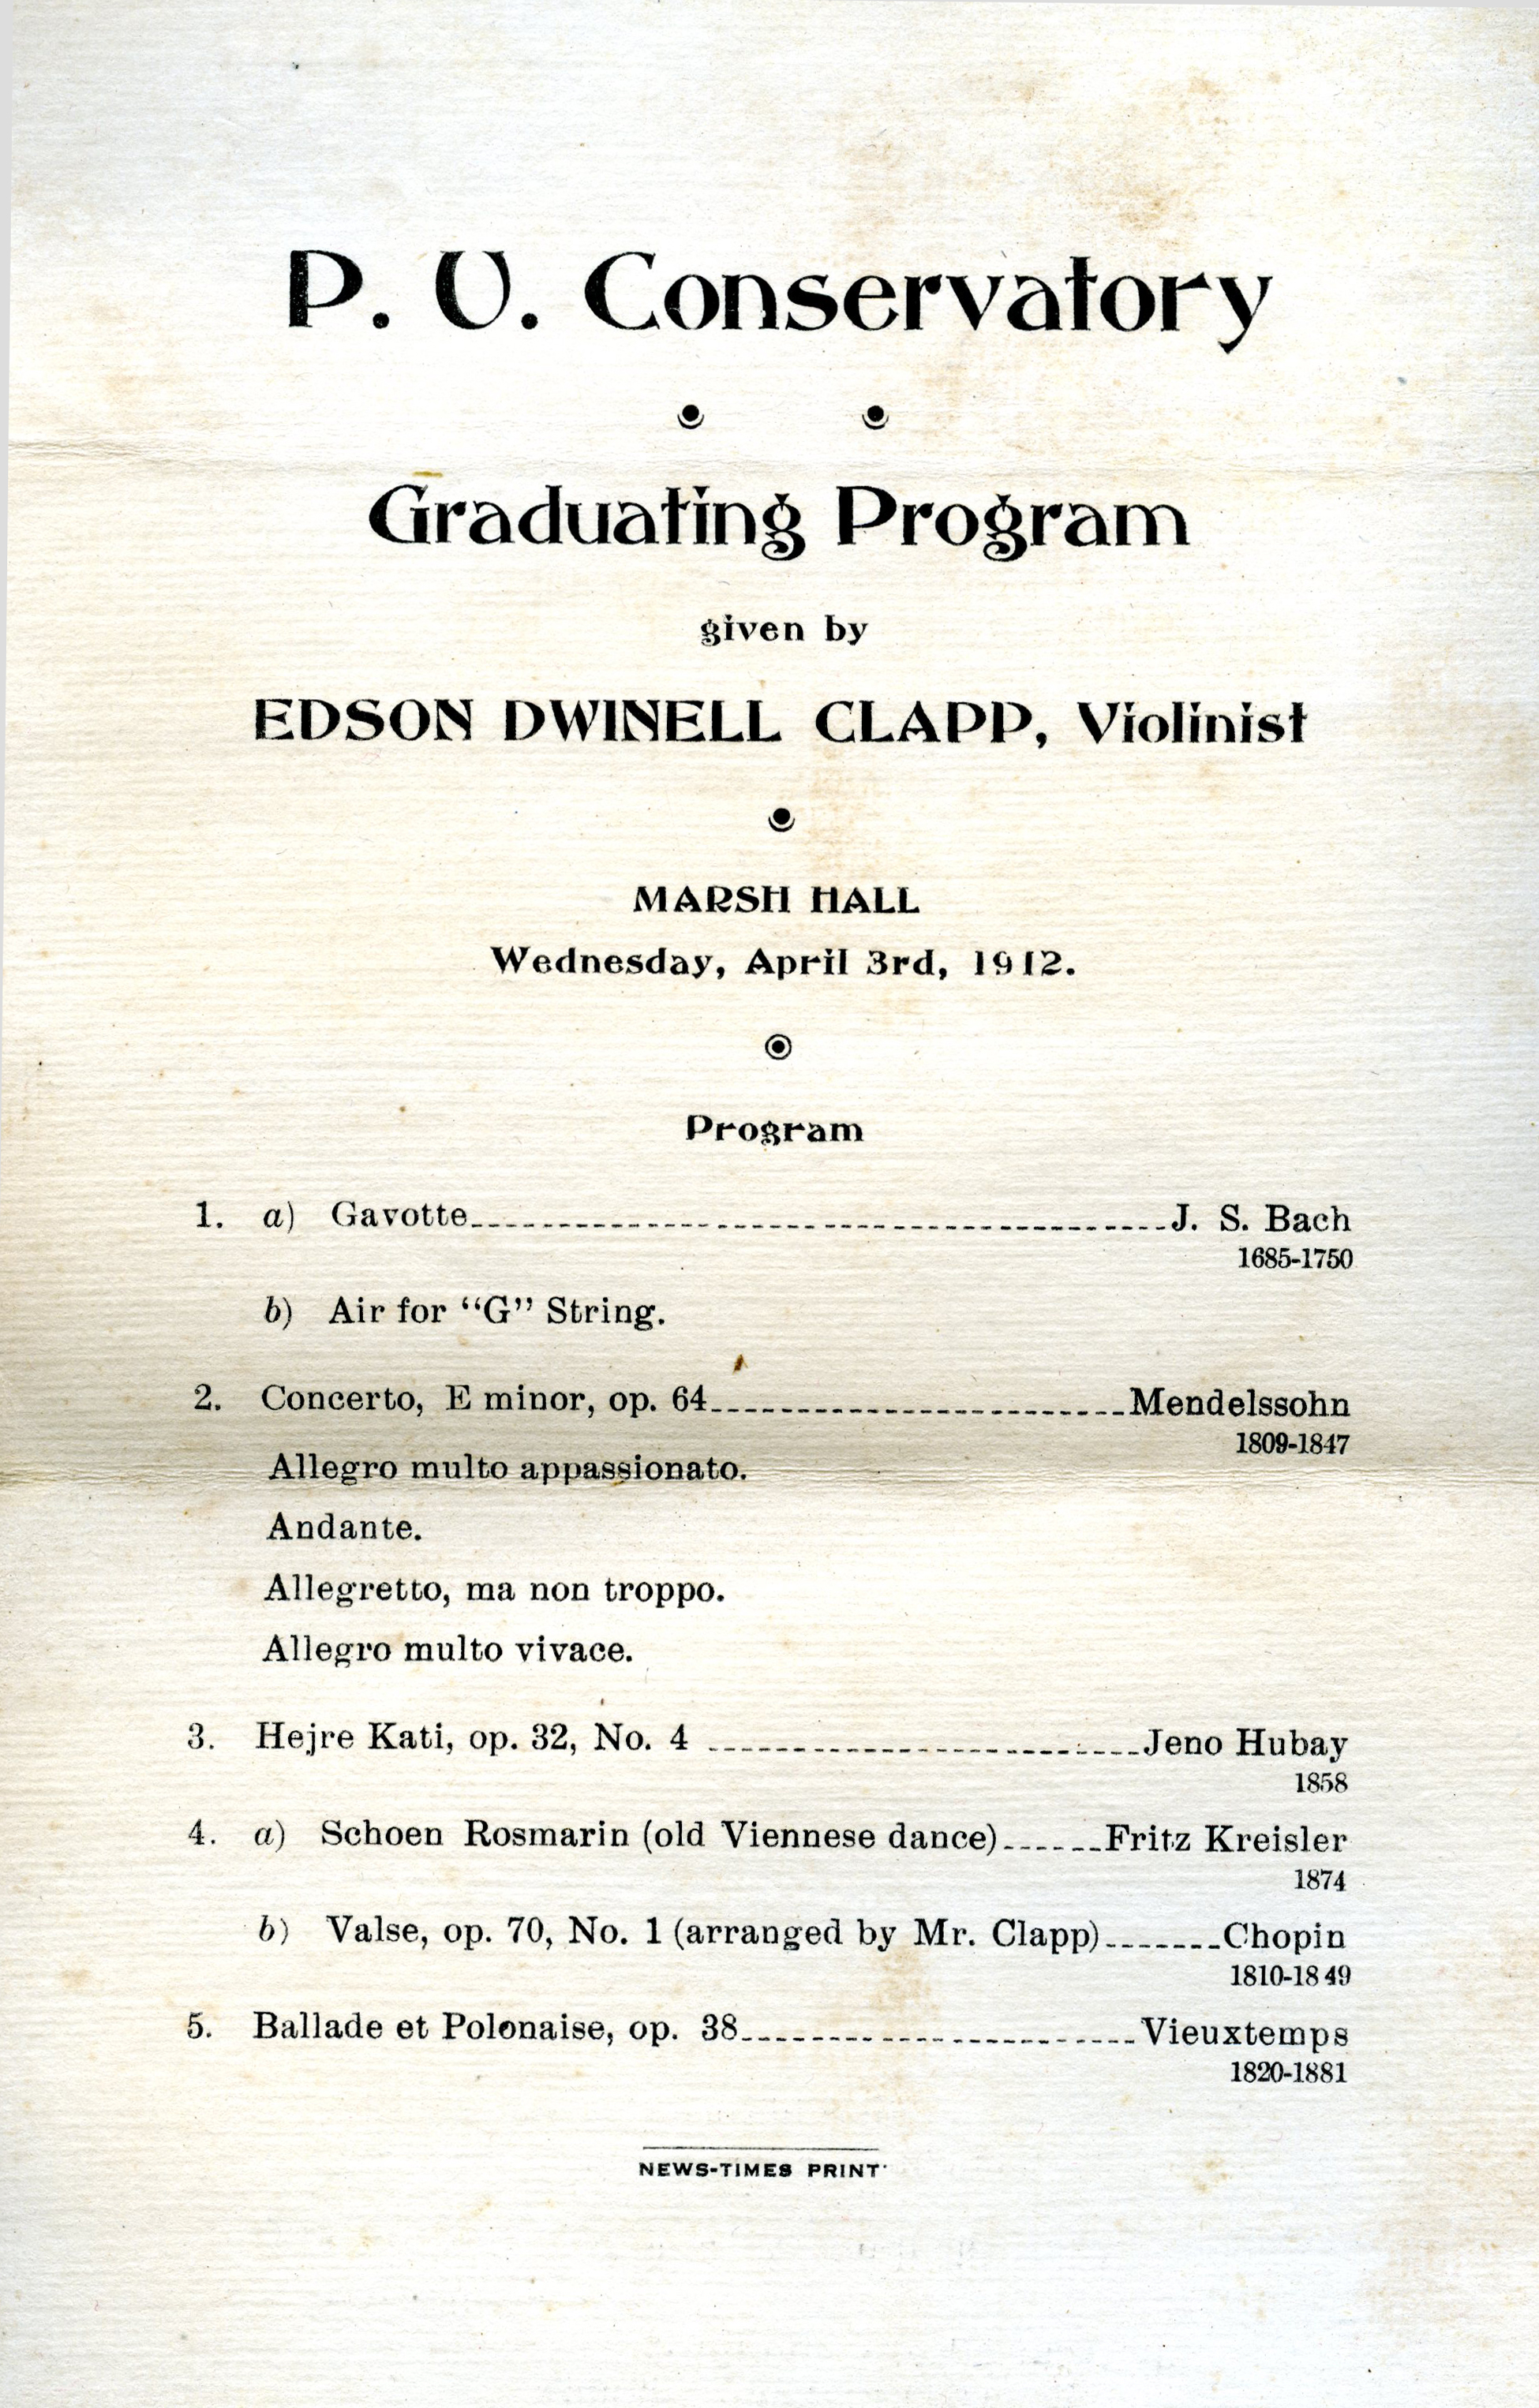 P. U. Conservatory
Graduating Program
given by
EDSON DWINELL CLAPP, Violinist
MARSH HALL
Wednesday, April 3rd, 1912.
Program
1. a) Gavotte J. S. Bach
1685-1750
b) Air for “G” String.
2. Concerto, E minor, op. 64 Mendelssohn
1809-1847
Allegro multo appassionato.
Andante.
Allegretto, ma non troppo.
Allegro multo vivace.
3. Hejre Kati, op. 32, No. 4 Jeno Hubay
1858
4. a) Schoen Rosmarin (old Viennese dance) Fritz Kreisler
1874
b) Valse, op. 70, No. 1 (arranged by Mr. Clapp) Chopin
1810-1849
5. Ballade et Polonaise, op. 38 Vieuxtemps
1820-1881
NEWS-TIMES PRINT